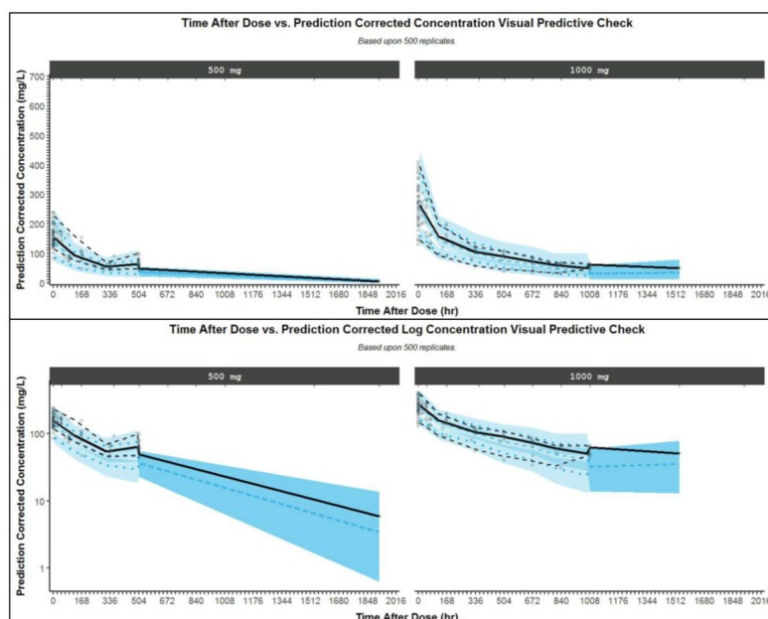 Time After Dose vs. Prediction Corrected Concentration Visual Predictive Check
Based upon 500 replicates.
500 mg
1000 mg
Prediction Corrected Concentration (mg/L)
700
600
500
400
300
200
100
0
0 168 336 504 672 840 1008 1176 1344 1512 1680 1848 2016
0 168 336 504 672 840 1008 1176 1344 1512 1680 1848 2016
Time After Dose (hr)
Time After Dose vs. Prediction Corrected Log Concentration Visual Predictive Check
Based upon 500 replicates.
500 mg
1000 mg
Prediction Corrected Concentration (mg/L)
100
10
1
0 168 336 504 672 840 1008 1176 1344 1512 1680 1848 2016
0 168 336 504 672 840 1008 1176 1344 1512 1680 1848 2016
Time After Dose (hr)